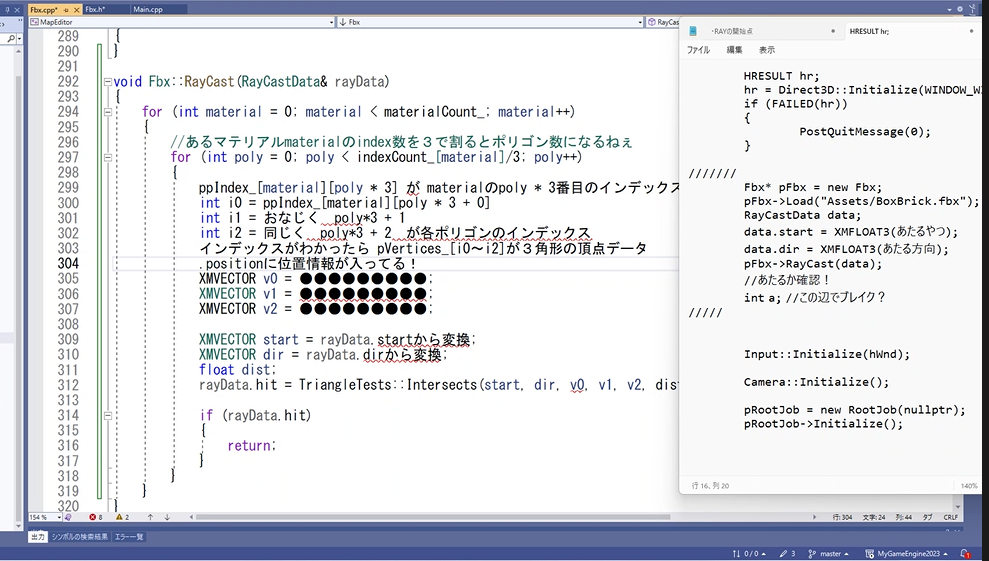 Fbx.cpp*
Fbx.h*
Main.cpp
MapEditor
Fbx
RayCas
289 }
290 }
291
292 void Fbx::RayCast(RayCastData& rayData)
293 {
294 for (int material = 0; material < materialCount_; material++)
295 {
296 //あるマテリアルmaterialのindex数を３で割るとポリゴン数になるねぇ
297 for (int poly = 0; poly < indexCount_[material]/3; poly++)
298 {
299 ppIndex_[material][poly * 3] が materialのpoly * 3番目のインデックス
300 int i0 = ppIndex_[material][poly * 3 + 0]
301 int i1 = おなじく poly*3 + 1
302 int i2 = 同じく poly*3 + 2 が各ポリゴンのインデックス
303 インデックスがわかったら pVertices_[i0～i2]が３角形の頂点データ
304 .positionに位置情報が入ってる！
305 XMVECTOR v0 = ●●●●●●●●●;
306 XMVECTOR v1 = ●●●●●●●●●;
307 XMVECTOR v2 = ●●●●●●●●●;
308
309 XMVECTOR start = rayData.startから変換;
310 XMVECTOR dir = rayData.dirから変換;
311 float dist;
312 rayData.hit = TriangleTests::Intersects(start, dir, v0, v1, v2, dist
313
314 if (rayData.hit)
315 {
316 return;
317 }
318 }
319 }
320 }
154 %
8
2
行:304
文字:24
列:44
タブ
CRLF
出力
シンボルの検索結果
エラー一覧
0 / 0
3
master
MyGameEngine2023
1
・RAYの開始点
HRESULT hr;
ファイル
編集
表示
HRESULT hr;
hr = Direct3D::Initialize(WINDOW_WI
if (FAILED(hr))
{
PostQuitMessage(0);
}
///////
Fbx* pFbx = new Fbx;
pFbx->Load("Assets/BoxBrick.fbx");
RayCastData data;
data.start = XMFLOAT3(あたるやつ);
data.dir = XMFLOAT3(あたる方向);
pFbx->RayCast(data);
//あたるか確認！
int a; //この辺でブレイク？
/////
Input::Initialize(hWnd);
Camera::Initialize();
pRootJob = new RootJob(nullptr);
pRootJob->Initialize();
行 16、列 20
140%